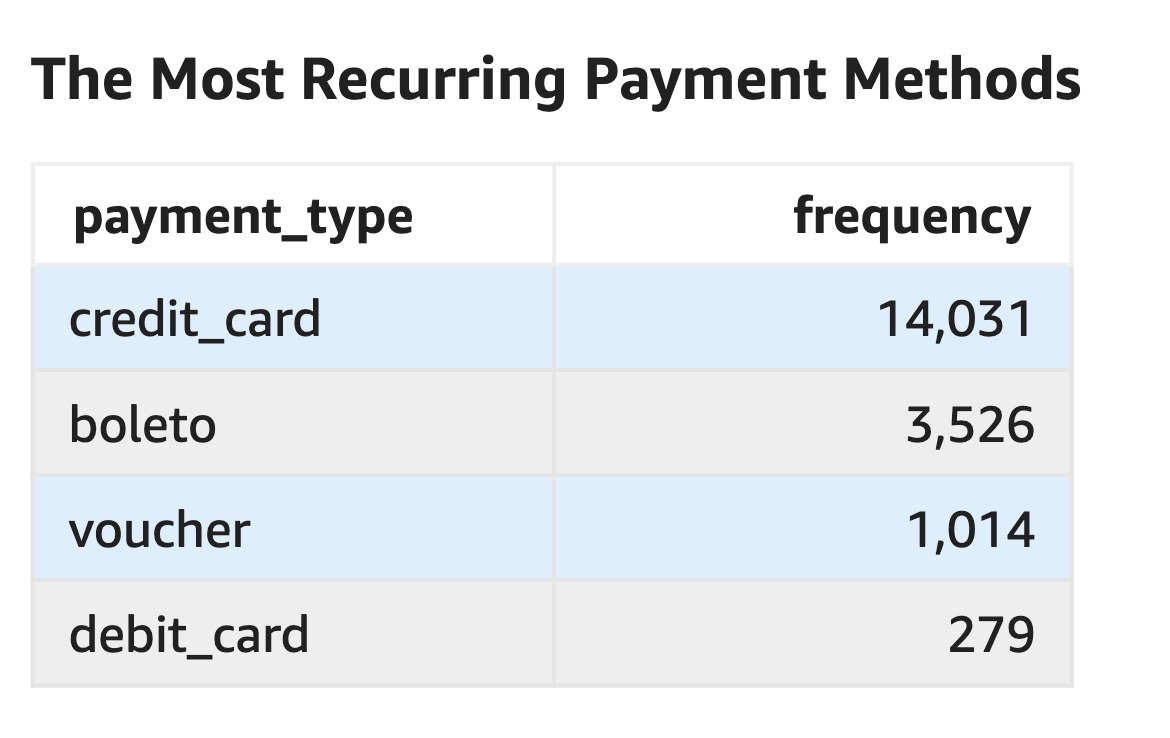 The Most Recurring Payment Methods
payment_type frequency
credit_card 14,031
boleto 3,526
voucher 1,014
debit_card 279